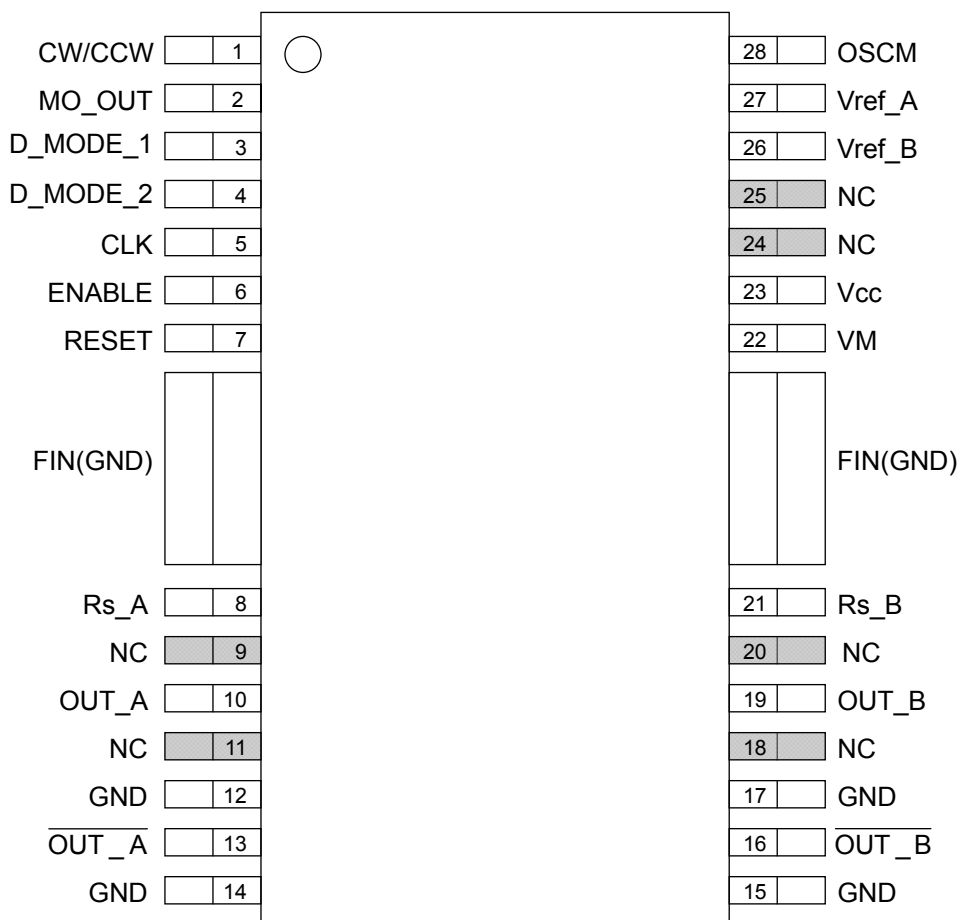 CW/CCW 1 28 OSCM
MO_OUT 2 27 Vref_A
D_MODE_1 3 26 Vref_B
D_MODE_2 4 25 NC
CLK 5 24 NC
ENABLE 6 23 Vcc
RESET 7 22 VM
FIN(GND) FIN(GND)
Rs_A 8 21 Rs_B
NC 9 20 NC
OUT_A 10 19 OUT_B
NC 11 18 NC
GND 12 17 GND
O̅U̅T̅_̅A̅ 13 16 O̅U̅T̅_̅B̅
GND 14 15 GND